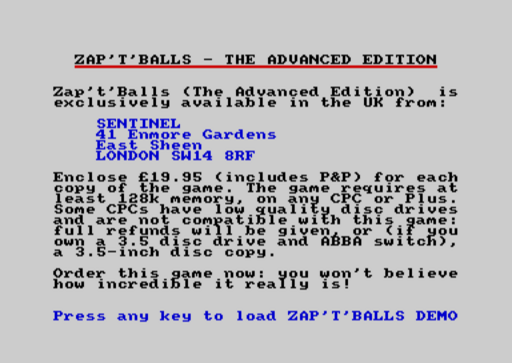 ZAP'T'BALLS - THE ADVANCED EDITION
Zap't'Balls (The Advanced Edition) is
exclusively available in the UK from:
SENTINEL
41 Enmore Gardens
East Sheen
LONDON SW14 8RF
Enclose £19.95 (includes P&P) for each
copy of the game. The game requires at
least 128k memory, on any CPC or Plus.
Some CPCs have low quality disc drives
and are not compatible with this game:
full refunds will be given, or (if you
own a 3.5 disc drive and ABBA switch),
a 3.5-inch disc copy.
Order this game now: you won't believe
how incredible it really is!
Press any key to load ZAP'T'BALLS DEMO